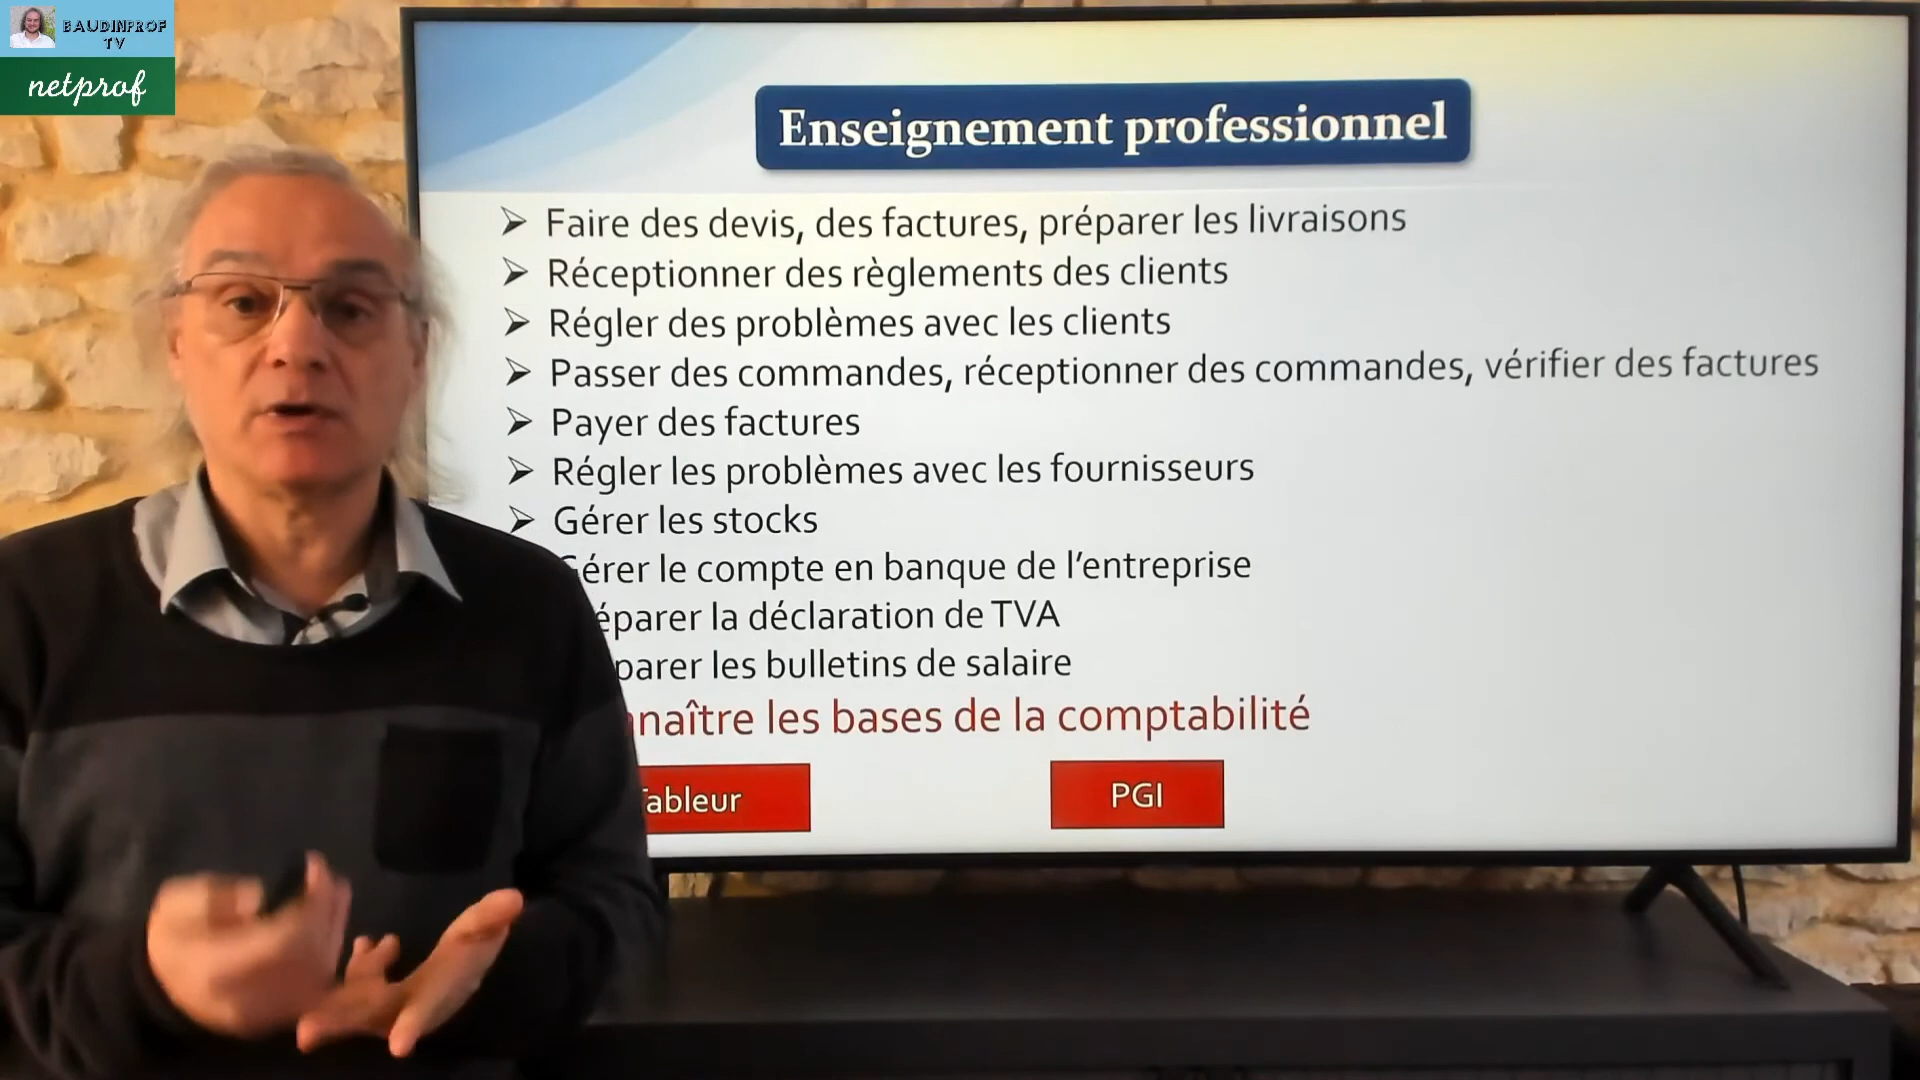 BAUDINPROF
TV
netprof
Enseignement professionnel
Faire des devis, des factures, préparer les livraisons
Réceptionner des règlements des clients
Régler des problèmes avec les clients
Passer des commandes, réceptionner des commandes, vérifier des factures
Payer des factures
Régler les problèmes avec les fournisseurs
Gérer les stocks
Gérer le compte en banque de l'entreprise
éparer la déclaration de TVA
parer les bulletins de salaire
naître les bases de la comptabilité
Tableur
PGI